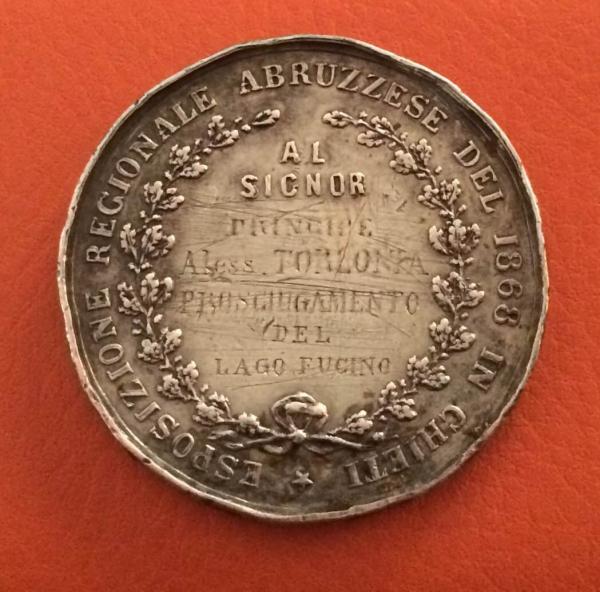 ESPOSIZIONE REGIONALE ABRUZZESE DEL 1868 IN CHIETI
AL
SIGNOR
PRINCIPE
Aless. TORLONIA
PROSCIUGAMENTO
DEL
LAGO FUCINO